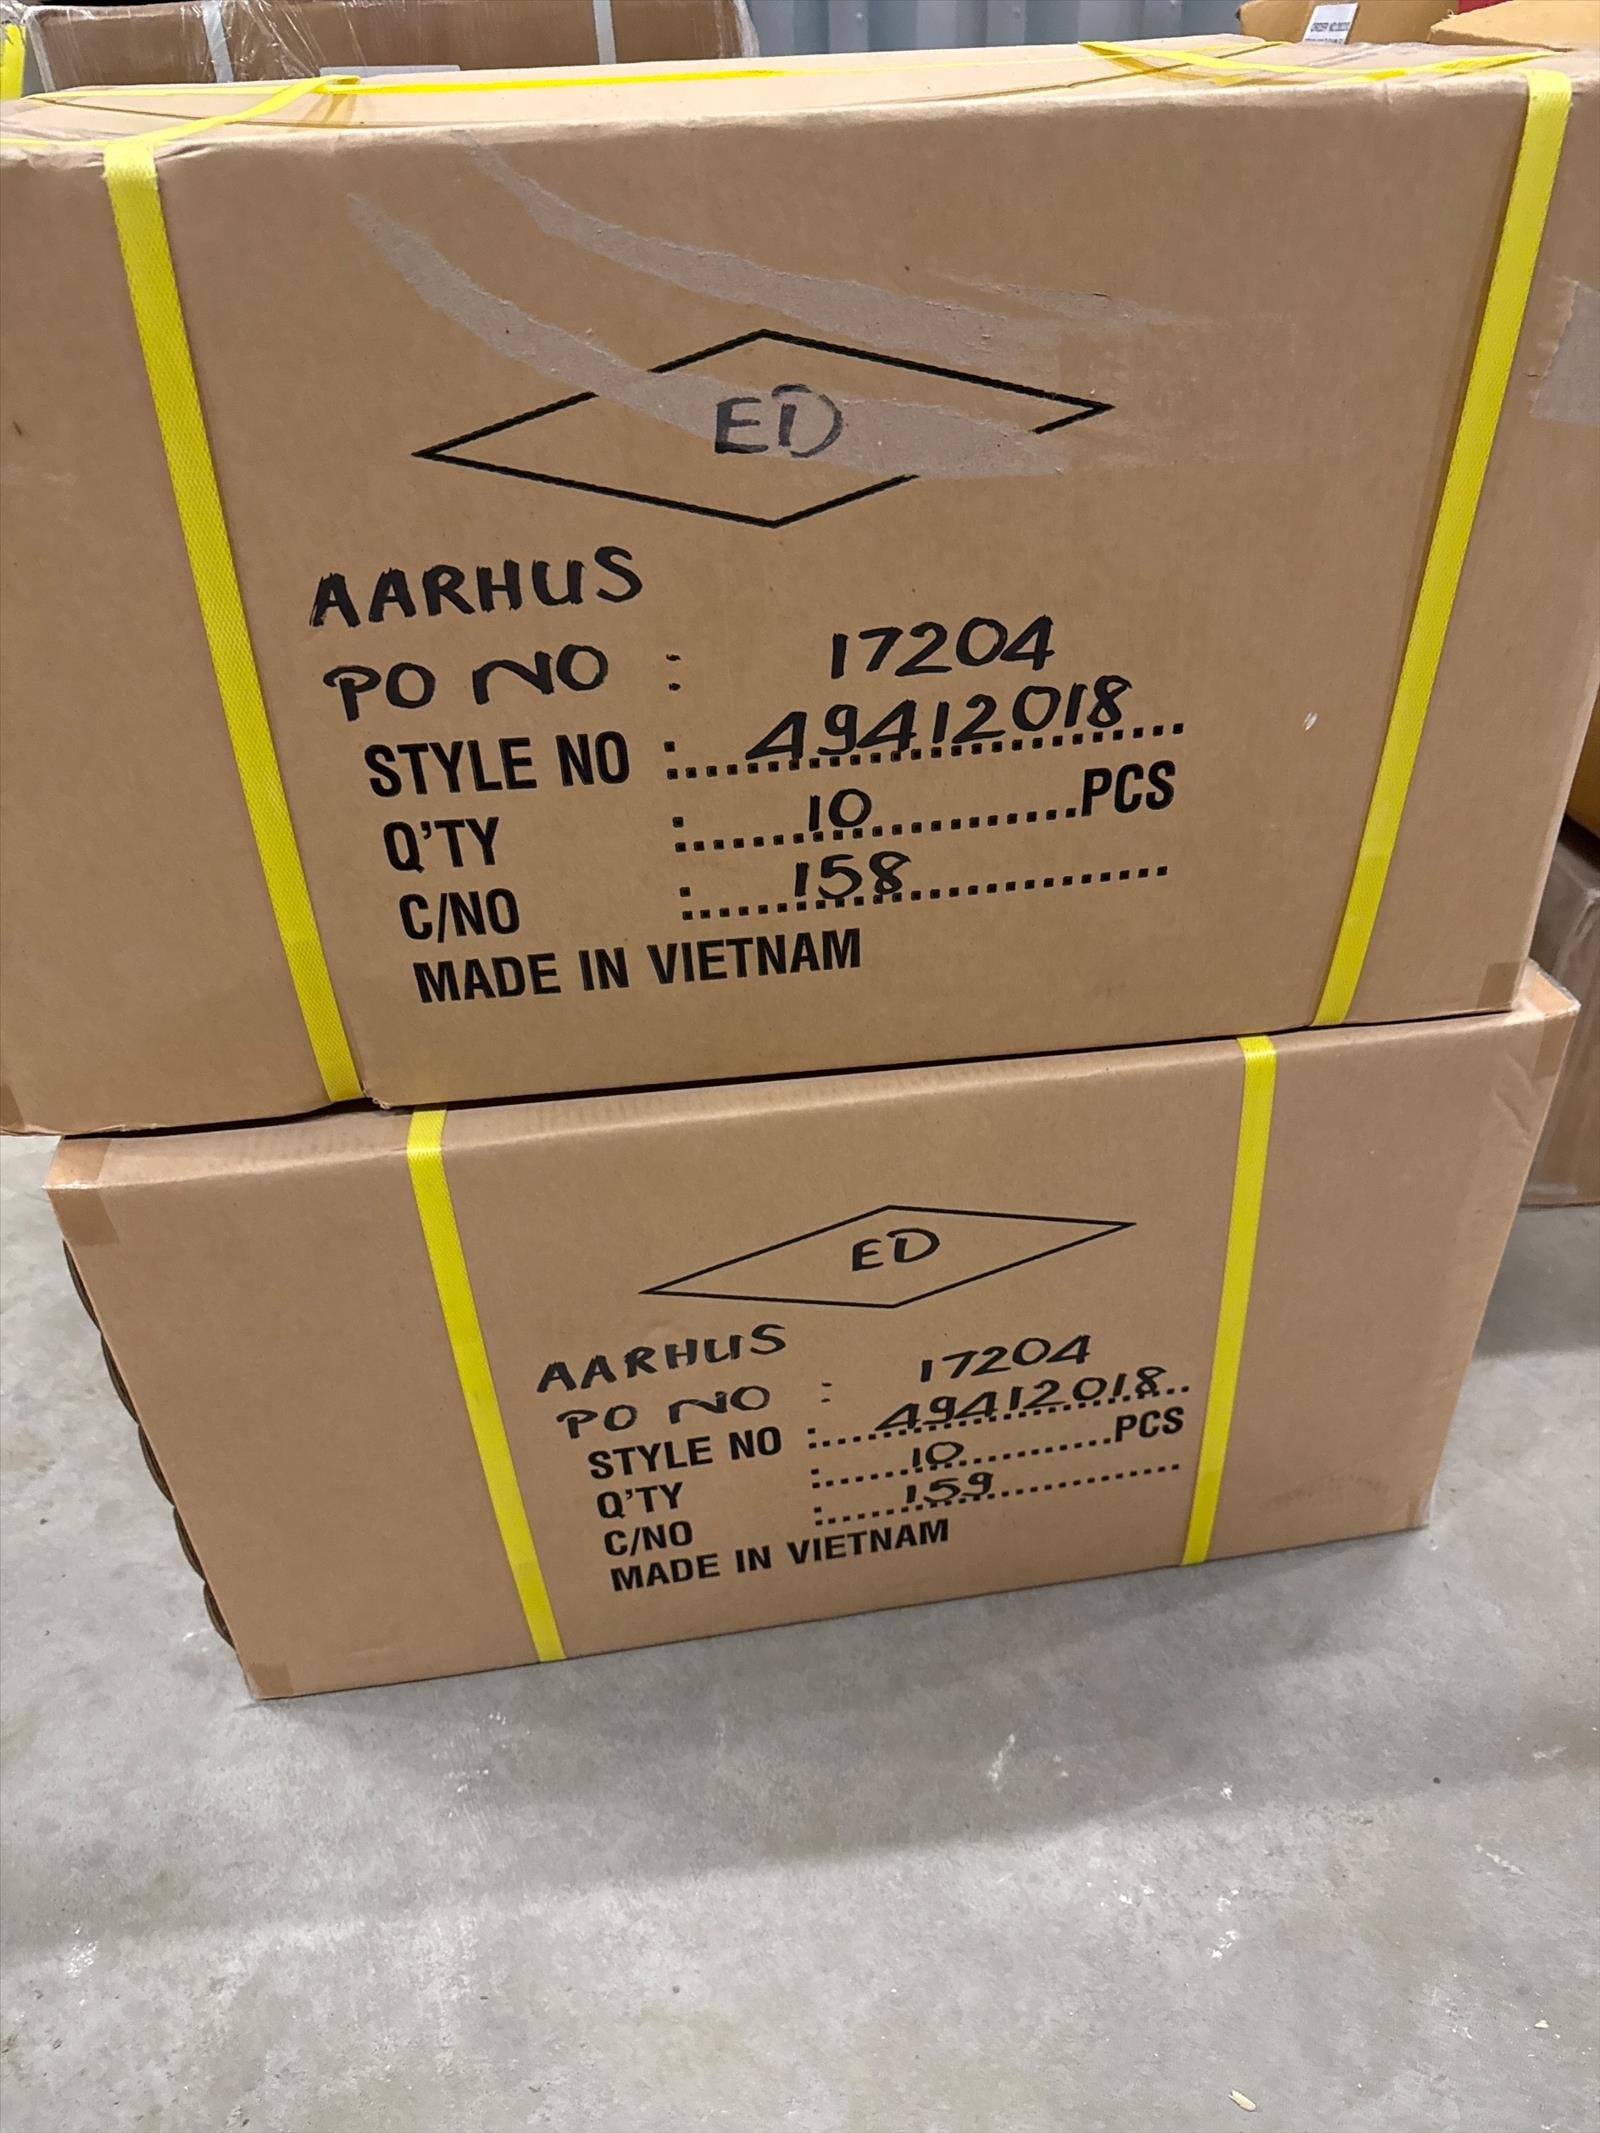 ED
AARHUS
PO NO : 17204
STYLE NO : 49412018
Q'TY : 10 PCS
C/NO : 158
MADE IN VIETNAM
ED
AARHUS
PO NO : 17204
STYLE NO : 49412018
Q'TY : 10 PCS
C/NO : 159
MADE IN VIETNAM